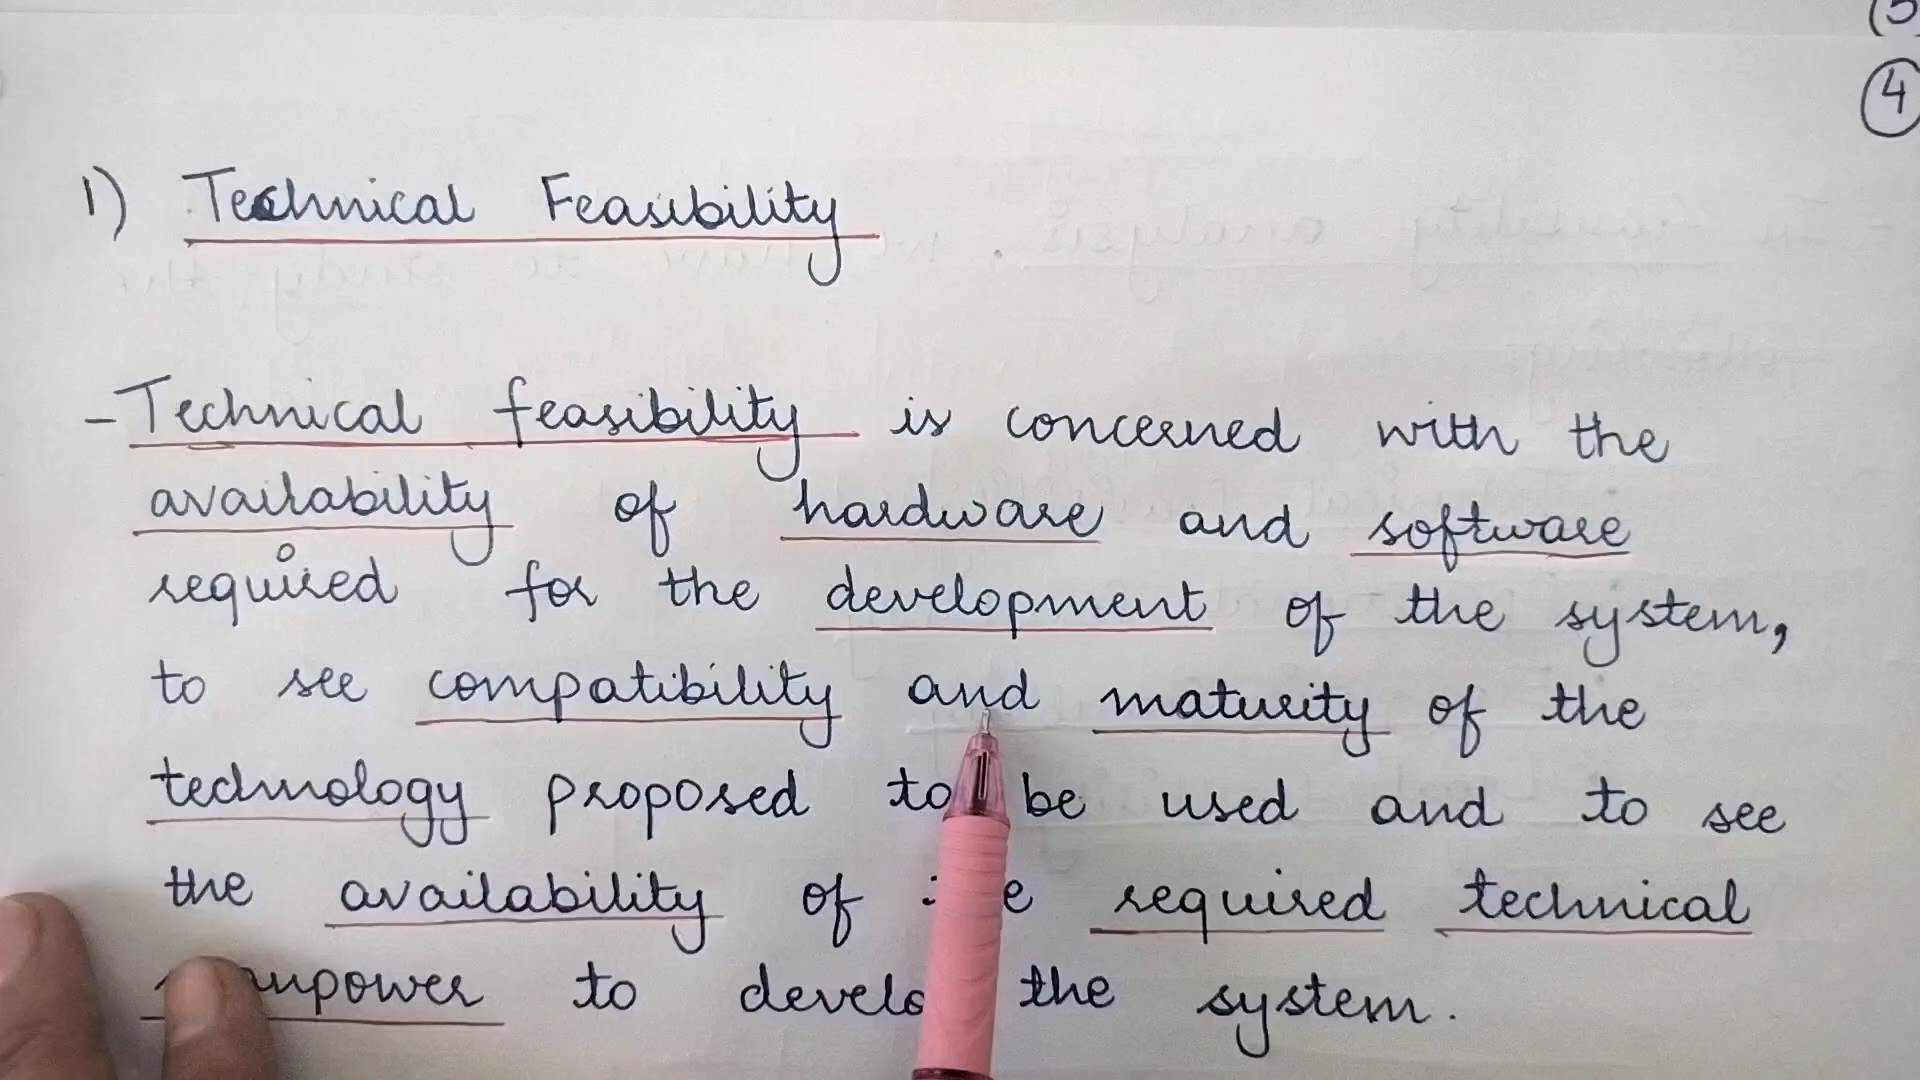 4
1) Technical Feasibility
- Technical feasibility is concerned with the
availability of hardware and software
required for the development of the system,
to see compatibility and maturity of the
technology proposed to be used and to see
the availability of required technical
to the system.